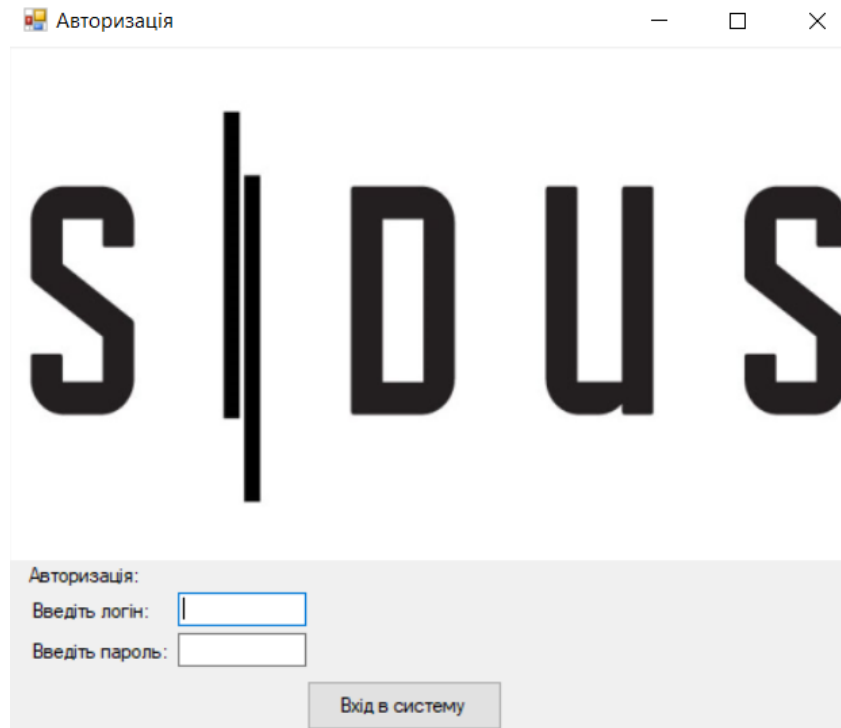 Авторизація
SIDUS
Авторизація:
Введіть логін:
Введіть пароль:
Вхід в систему